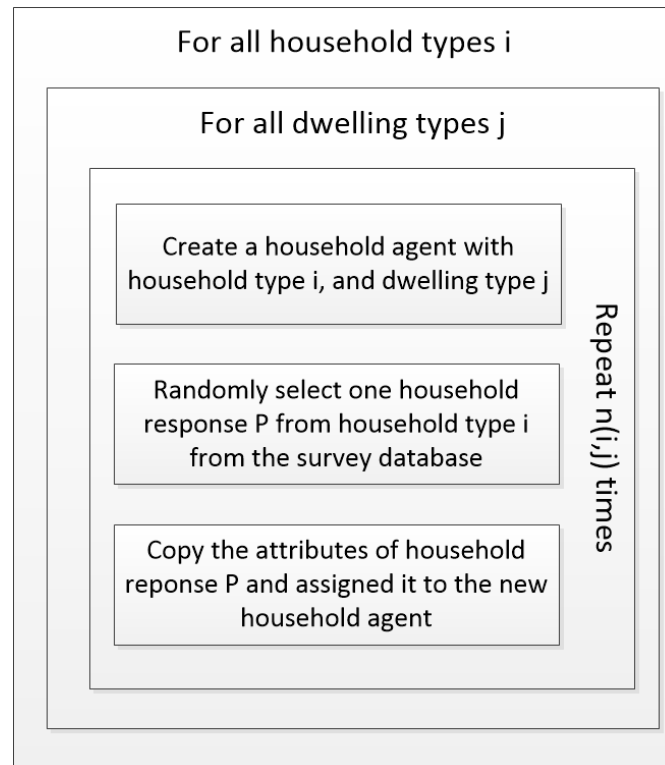 For all household types i
For all dwelling types j
Create a household agent with
household type i, and dwelling type j
Randomly select one household
response P from household type i
from the survey database
Copy the attributes of household
reponse P and assigned it to the new
household agent
Repeat n(i,j) times